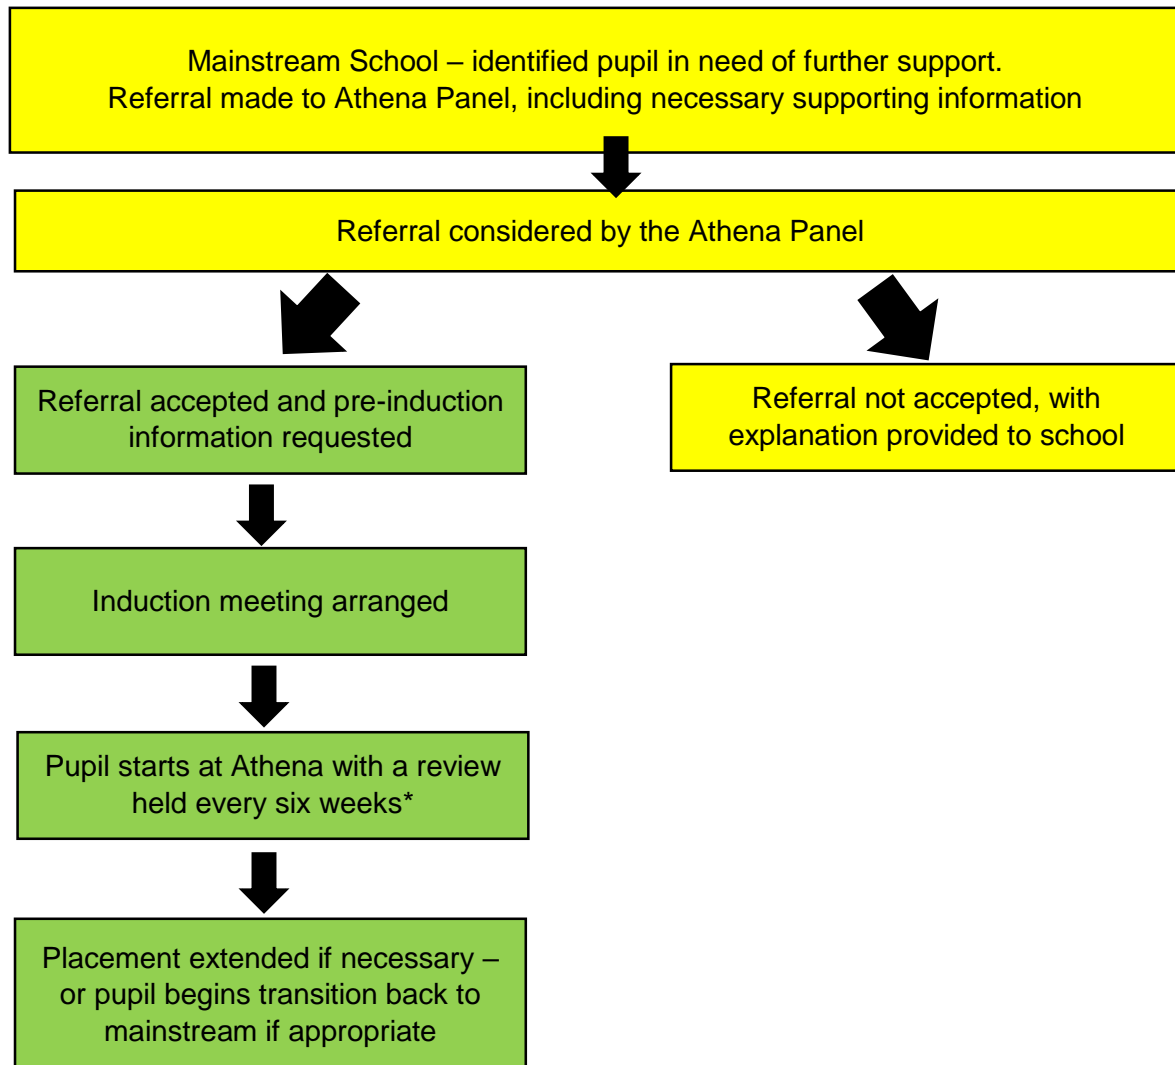 Mainstream School – identified pupil in need of further support.
Referral made to Athena Panel, including necessary supporting information
Referral considered by the Athena Panel
Referral accepted and pre-induction
information requested
Referral not accepted, with
explanation provided to school
Induction meeting arranged
Pupil starts at Athena with a review
held every six weeks*
Placement extended if necessary –
or pupil begins transition back to
mainstream if appropriate